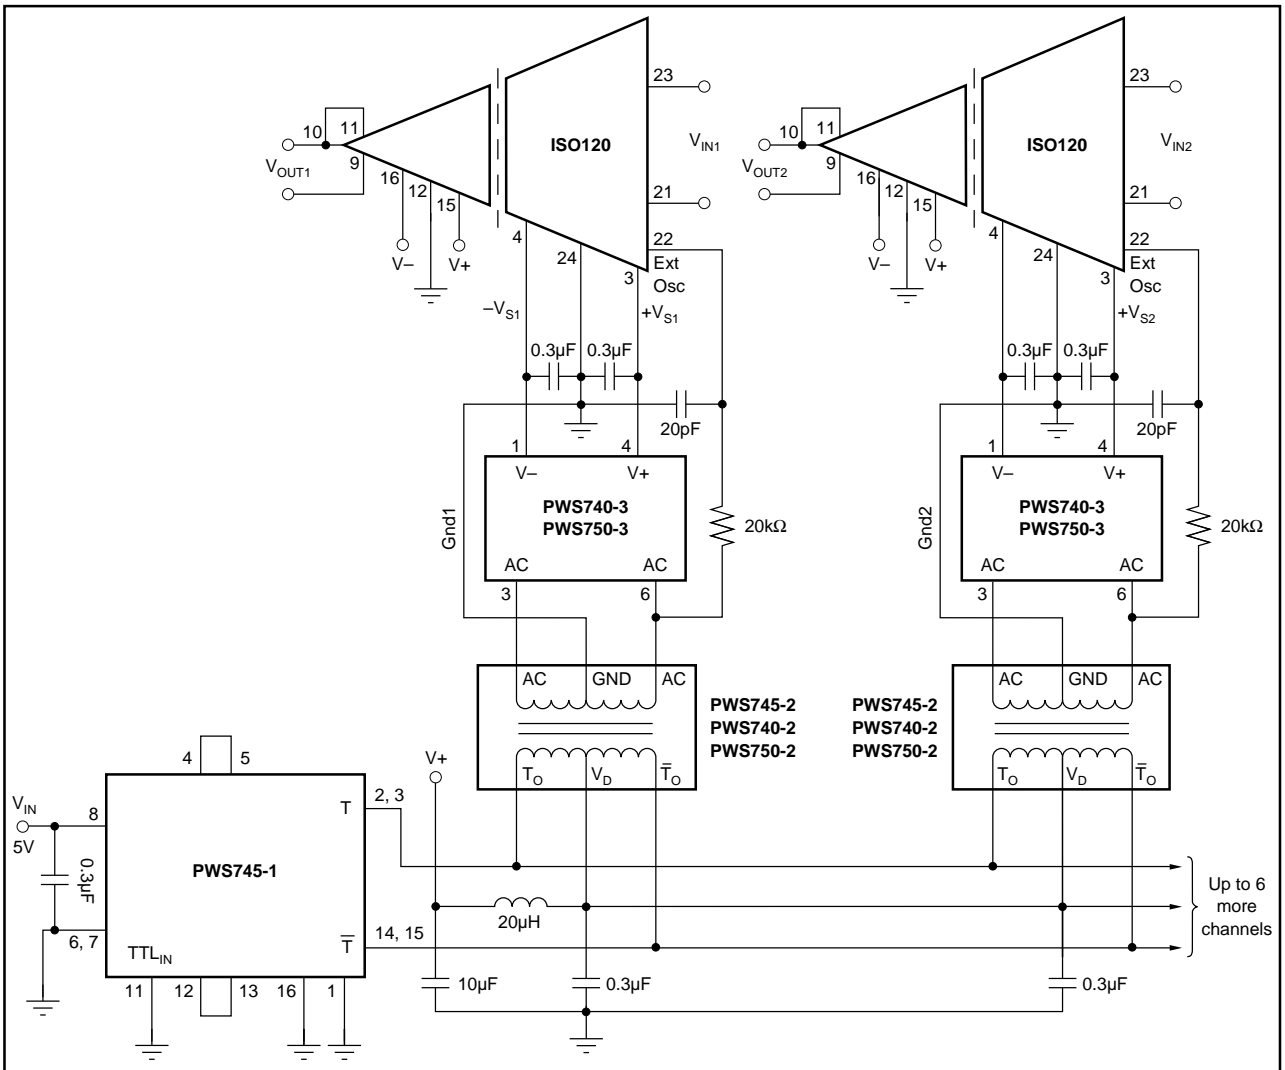 ISO120
23
21
22
Ext
Osc
V_IN1
10
11
9
V_OUT1
16
12
15
V–
V+
4
24
3
–V_S1
+V_S1
0.3µF
0.3µF
20pF
1
4
V–
V+
PWS740-3
PWS750-3
AC
AC
3
6
Gnd1
20kΩ
AC
GND
AC
T_O
V_D
T̅_O
PWS745-2
PWS740-2
PWS750-2
ISO120
23
21
22
Ext
Osc
V_IN2
10
11
9
V_OUT2
16
12
15
V–
V+
4
24
3
+V_S2
0.3µF
0.3µF
20pF
1
4
V–
V+
PWS740-3
PWS750-3
AC
AC
3
6
Gnd2
20kΩ
AC
GND
AC
T_O
V_D
T̅_O
PWS745-2
PWS740-2
PWS750-2
4
5
V_IN
5V
8
0.3µF
6, 7
PWS745-1
T
2, 3
T̅
14, 15
TTL_IN
11
12
13
16
1
V+
20µH
10µF
0.3µF
0.3µF
Up to 6
more
channels